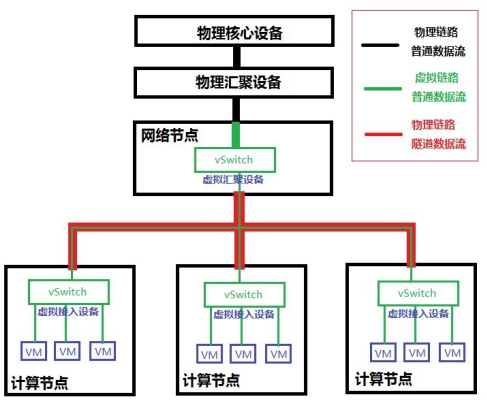 物理核心设备
物理汇聚设备
网络节点
vSwitch
虚拟汇聚设备
物理链路
普通数据流
虚拟链路
普通数据流
物理链路
隧道数据流
vSwitch
虚拟接入设备
VM VM VM
计算节点
vSwitch
虚拟接入设备
VM VM VM
计算节点
vSwitch
虚拟接入设备
VM VM VM
计算节点